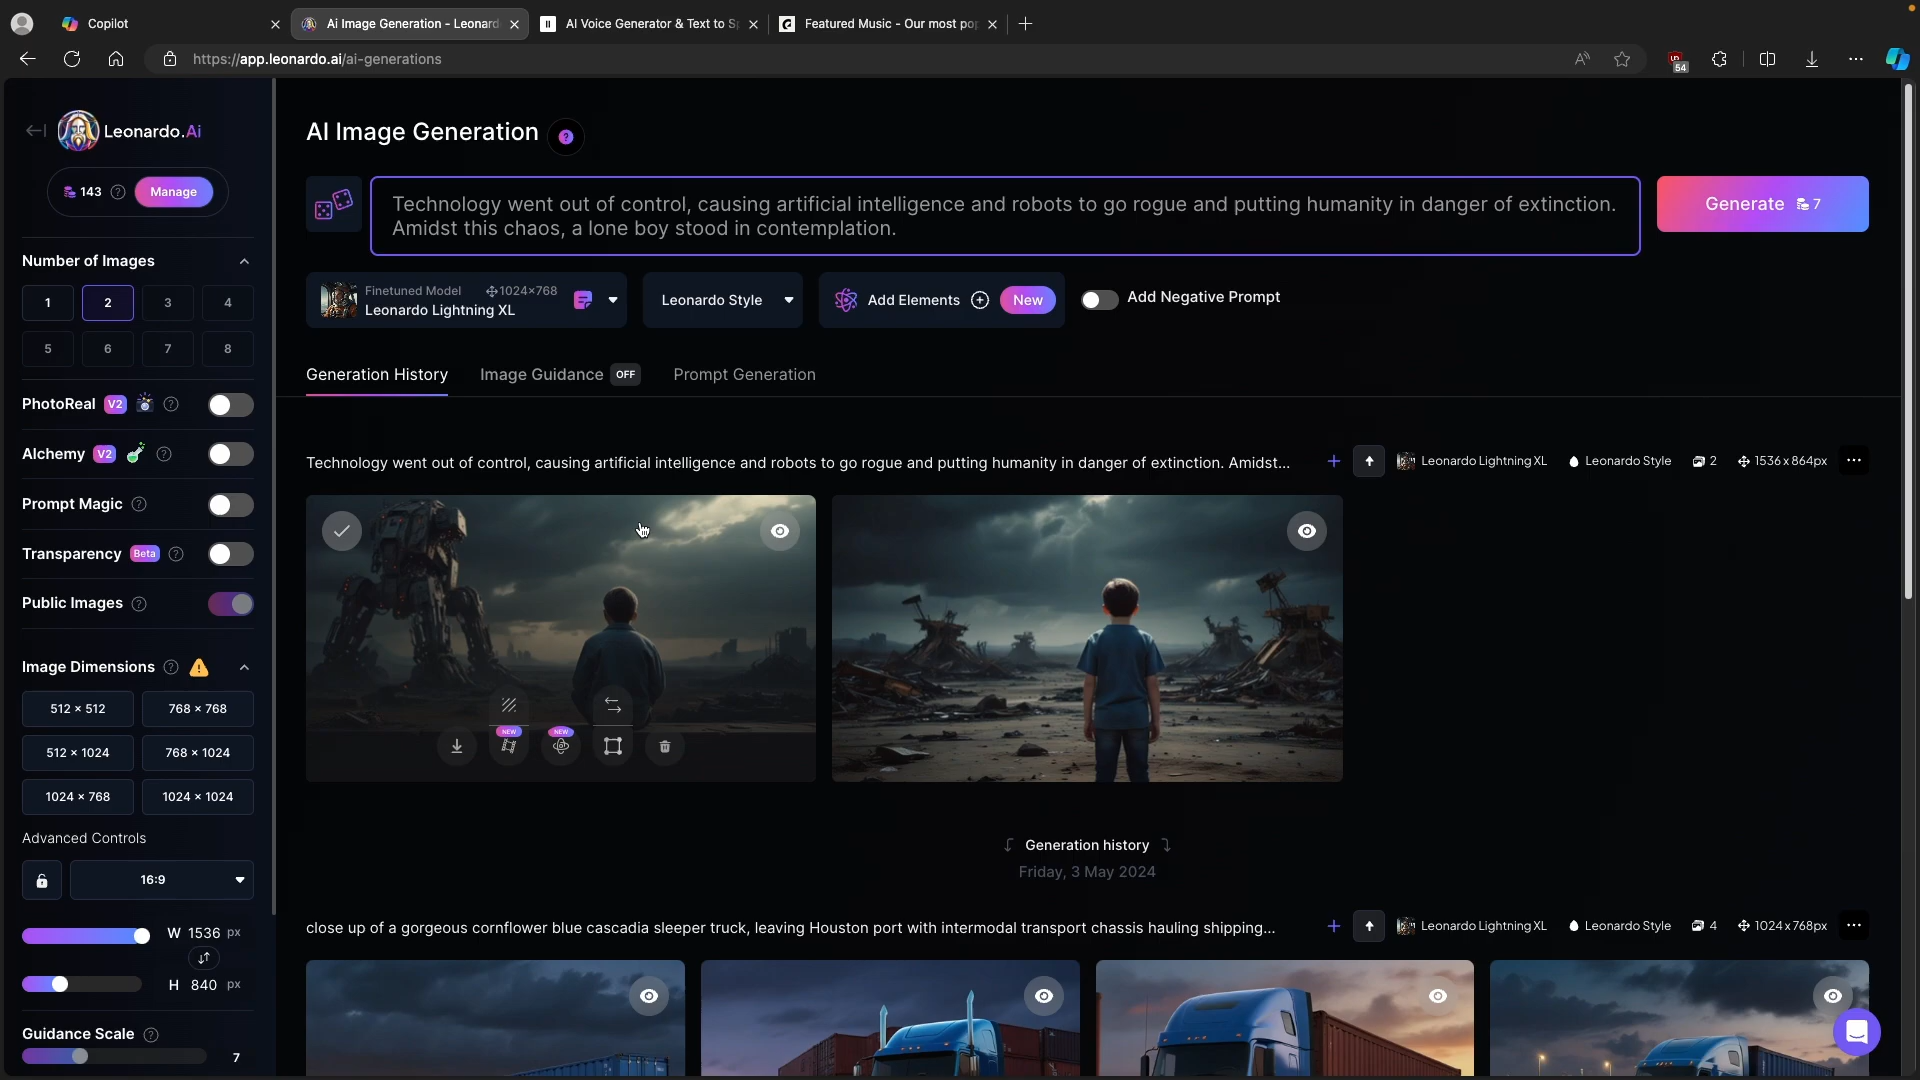 Copilot
Ai Image Generation - Leonard
AI Voice Generator & Text to S
Featured Music - Our most po
https://app.leonardo.ai/ai-generations
54
Leonardo.Ai
143
Manage
Number of Images
1
2
3
4
5
6
7
8
PhotoReal V2
Alchemy V2
Prompt Magic
Transparency Beta
Public Images
Image Dimensions
512 × 512
768 × 768
512 × 1024
768 × 1024
1024 × 768
1024 × 1024
Advanced Controls
16:9
W 1536 px
H 840 px
Guidance Scale
7
AI Image Generation
Technology went out of control, causing artificial intelligence and robots to go rogue and putting humanity in danger of extinction.
Amidst this chaos, a lone boy stood in contemplation.
Generate 7
Finetuned Model 1024×768
Leonardo Lightning XL
Leonardo Style
Add Elements New
Add Negative Prompt
Generation History
Image Guidance OFF
Prompt Generation
Technology went out of control, causing artificial intelligence and robots to go rogue and putting humanity in danger of extinction. Amidst...
Leonardo Lightning XL
Leonardo Style
2
1536 x 864px
NEW
NEW
Generation history
Friday, 3 May 2024
close up of a gorgeous cornflower blue cascadia sleeper truck, leaving Houston port with intermodal transport chassis hauling shipping...
Leonardo Lightning XL
Leonardo Style
4
1024 x 768px